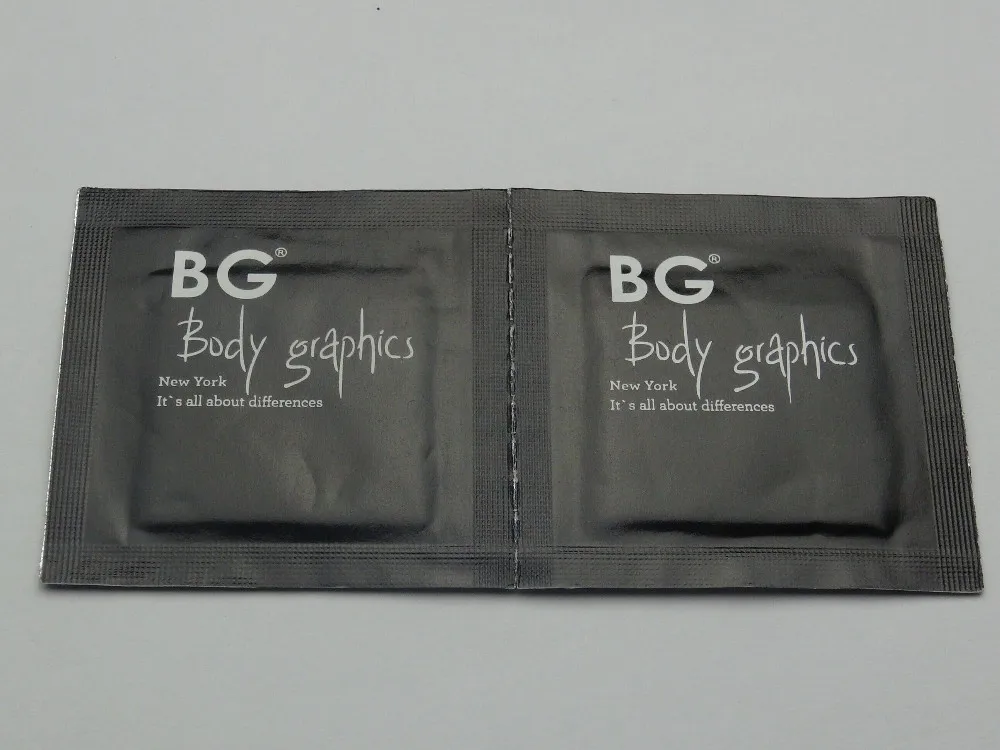 BG®
Body graphics
New York
It`s all about differences
BG®
Body graphics
New York
It`s all about differences